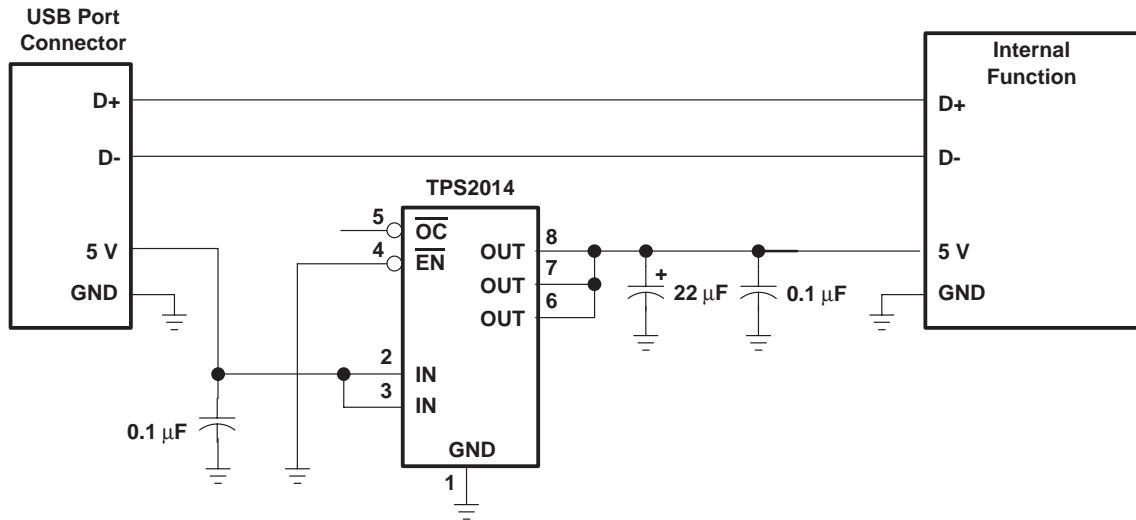 USB Port
Connector
D+
D-
5 V
GND
0.1 μF
TPS2014
5
OC
4
EN
2
IN
3
IN
GND
1
OUT
8
OUT
7
OUT
6
+
22 μF
0.1 μF
Internal
Function
D+
D-
5 V
GND